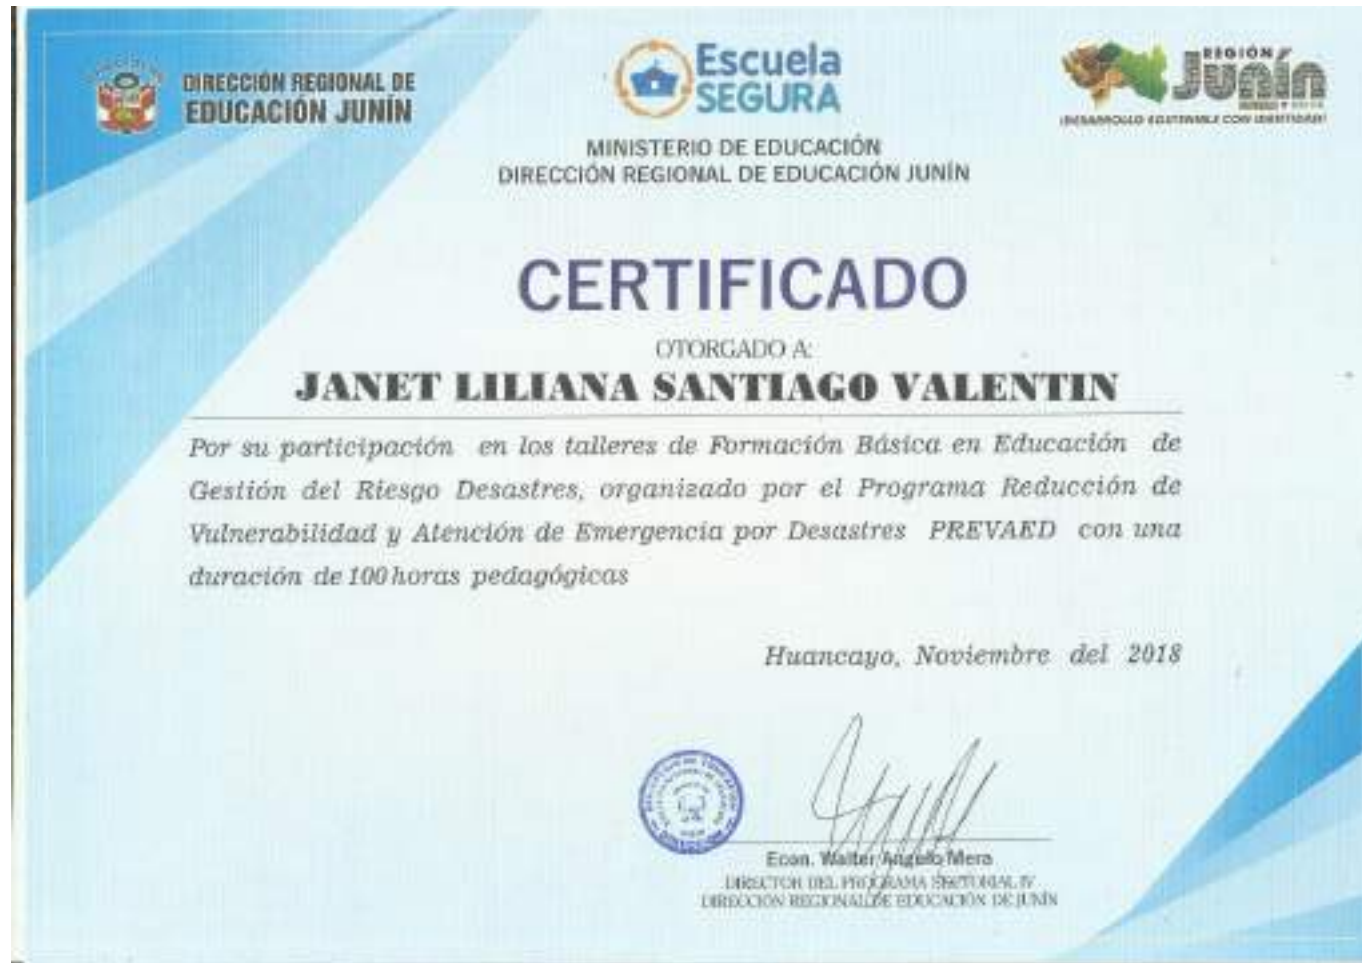 DIRECCIÓN REGIONAL DE
EDUCACIÓN JUNÍN
Escuela
SEGURA
REGIÓN
Junín
¡DESARROLLO SOSTENIBLE CON IDENTIDAD!
MINISTERIO DE EDUCACIÓN
DIRECCIÓN REGIONAL DE EDUCACIÓN JUNÍN
CERTIFICADO
OTORGADO A:
JANET LILIANA SANTIAGO VALENTIN
Por su participación en los talleres de Formación Básica en Educación de
Gestión del Riesgo Desastres, organizado por el Programa Reducción de
Vulnerabilidad y Atención de Emergencia por Desastres PREVAED con una
duración de 100 horas pedagógicas
Huancayo, Noviembre del 2018
Econ. Walter Angulo Mera
DIRECTOR DEL PROGRAMA SECTORIAL IV
DIRECCIÓN REGIONAL DE EDUCACIÓN DE JUNÍN